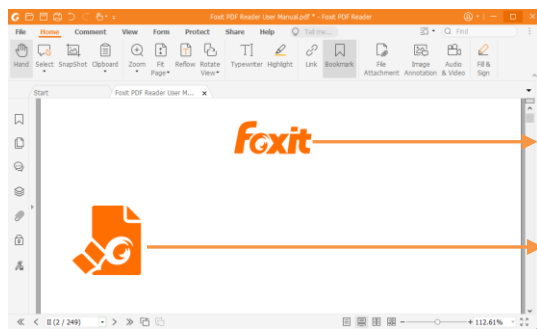 Foxit PDF Reader User Manual.pdf * - Foxit PDF Reader
File Home Comment View Form Protect Share Help Tell me... Find
Hand Select SnapShot Clipboard Zoom Fit Page Reflow Rotate View Typewriter Highlight Link Bookmark File Attachment Image Annotation Audio & Video Fill & Sign
Start Foxit PDF Reader User M...
foxit
II (2 / 249) 112.61%